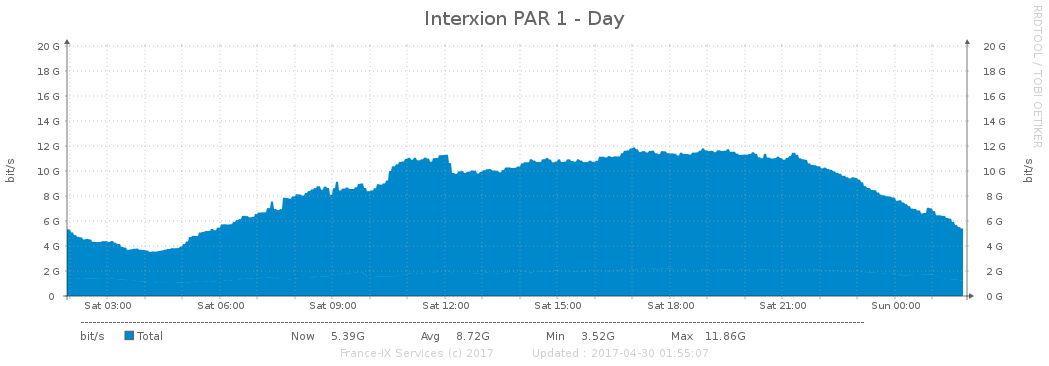 Interxion PAR 1 - Day
RRDTOOL / TOBI OETIKER
20 G 20 G
18 G 18 G
16 G 16 G
14 G 14 G
12 G 12 G
10 G 10 G
8 G 8 G
6 G 6 G
4 G 4 G
2 G 2 G
0 0 G
bit/s bit/s
Sat 03:00 Sat 06:00 Sat 09:00 Sat 12:00 Sat 15:00 Sat 18:00 Sat 21:00 Sun 00:00
bit/s Total Now 5.39G Avg 8.72G Min 3.52G Max 11.86G
France-IX Services (c) 2017 Updated : 2017-04-30 01:55:07